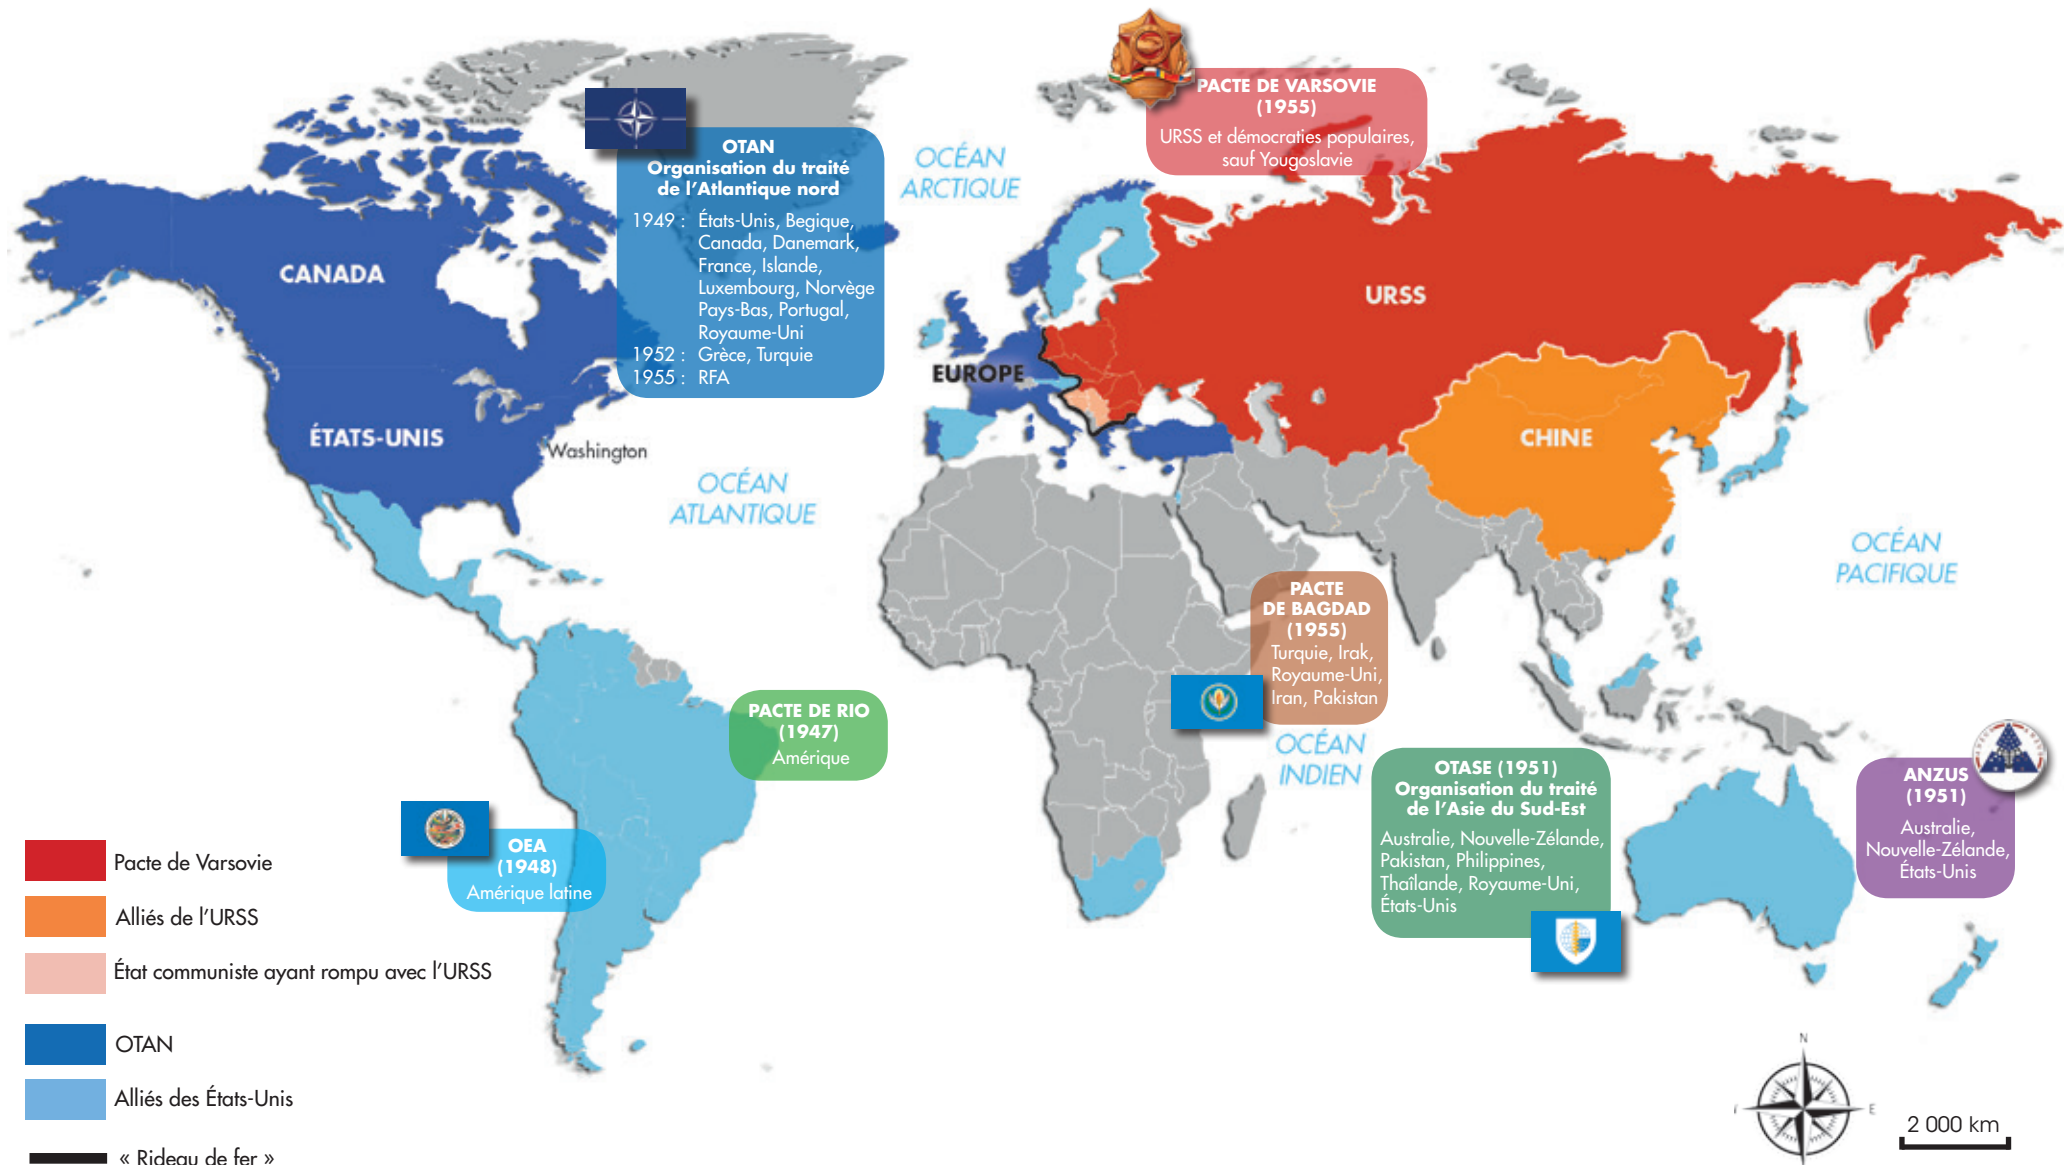 PACTE DE VARSOVIE
(1955)
URSS et démocraties populaires,
sauf Yougoslavie
OTAN
Organisation du traité
de l'Atlantique nord
1949 : États-Unis, Begique,
Canada, Danemark,
France, Islande,
Luxembourg, Norvège
Pays-Bas, Portugal,
Royaume-Uni
1952 : Grèce, Turquie
1955 : RFA
OCÉAN
ARCTIQUE
CANADA
URSS
EUROPE
ÉTATS-UNIS
Washington
CHINE
OCÉAN
ATLANTIQUE
OCÉAN
PACIFIQUE
PACTE
DE BAGDAD
(1955)
Turquie, Irak,
Royaume-Uni,
Iran, Pakistan
PACTE DE RIO
(1947)
Amérique
OCÉAN
INDIEN
OTASE (1951)
Organisation du traité
de l'Asie du Sud-Est
Australie, Nouvelle-Zélande,
Pakistan, Philippines,
Thaîlande, Royaume-Uni,
États-Unis
ANZUS
(1951)
Australie,
Nouvelle-Zélande,
États-Unis
OEA
(1948)
Amérique latine
Pacte de Varsovie
Alliés de l'URSS
État communiste ayant rompu avec l'URSS
OTAN
Alliés des États-Unis
« Rideau de fer »
N
E
2 000 km